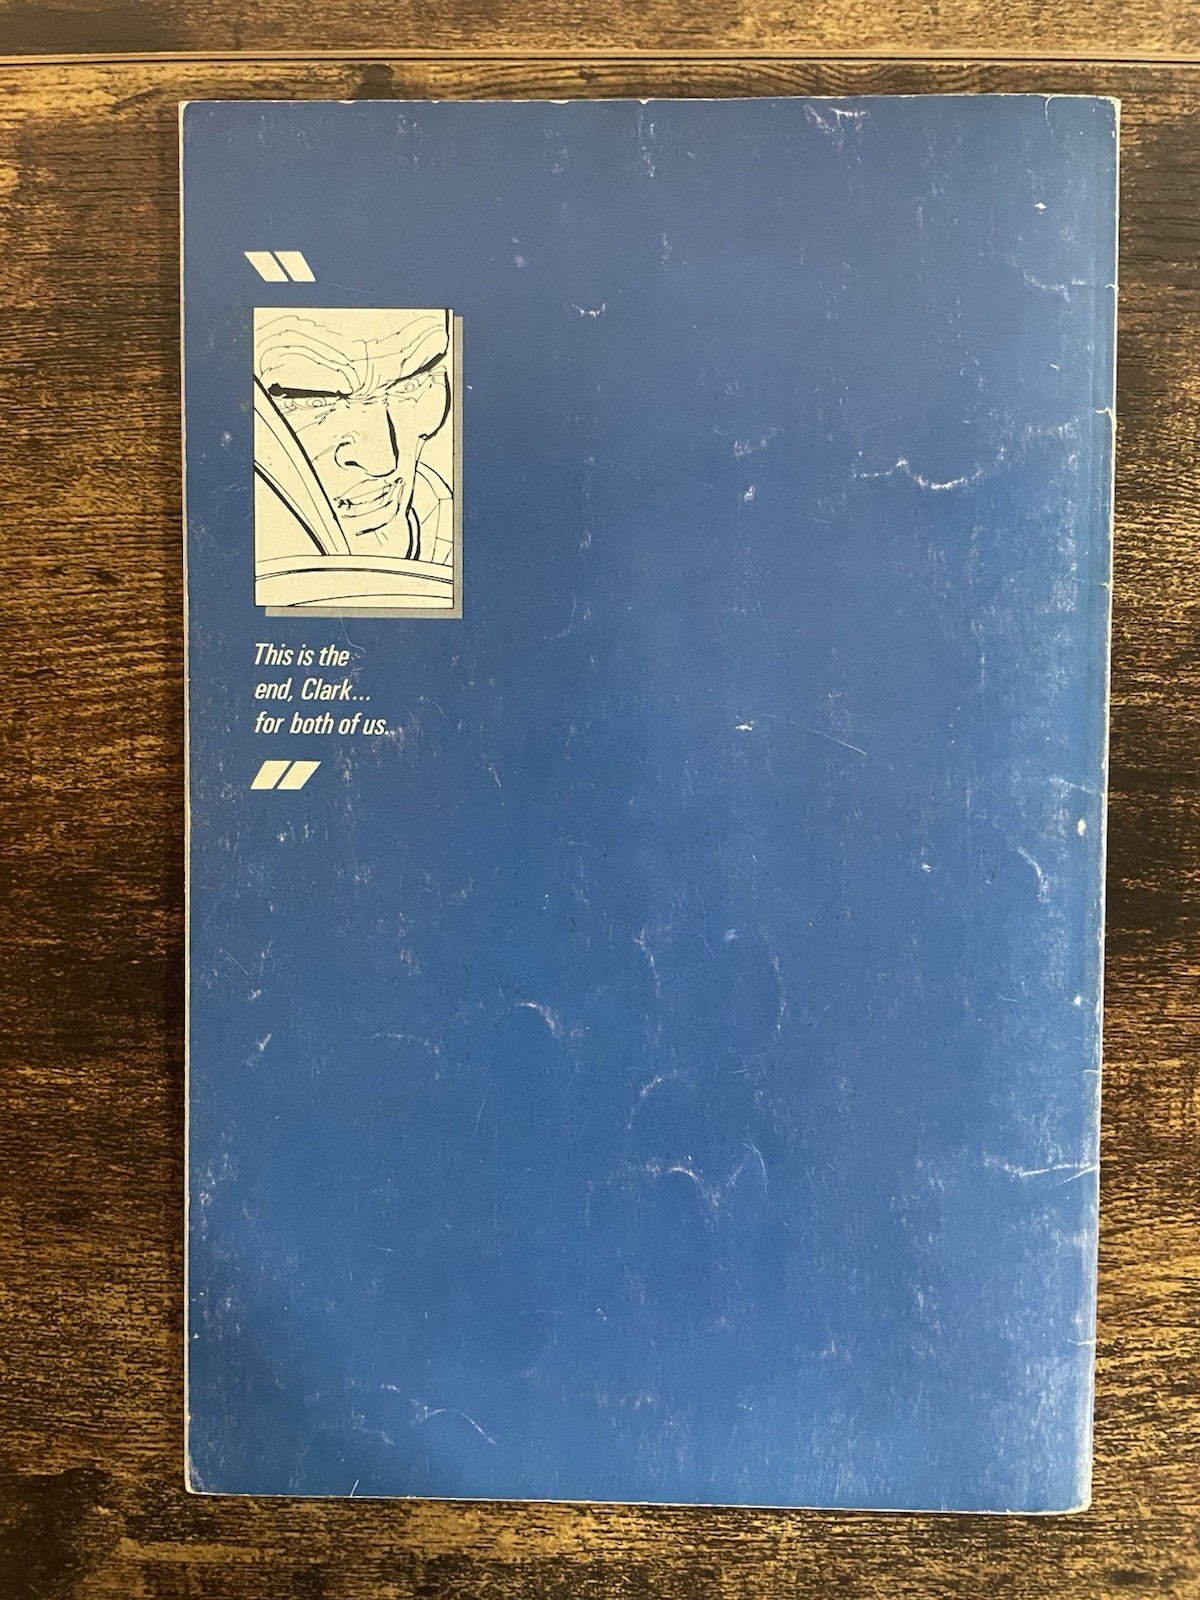 "
This is the
end, Clark...
for both of us.
"